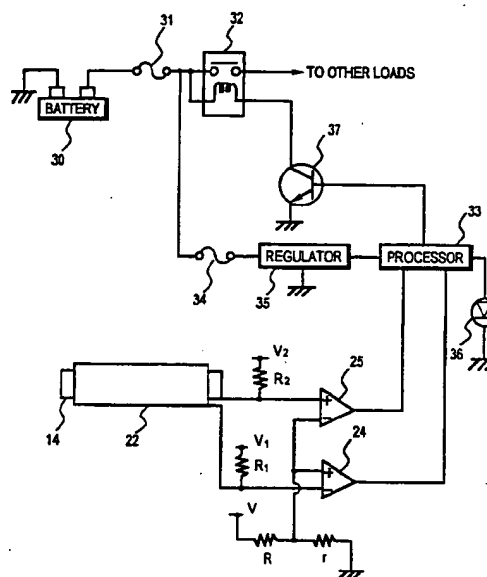 31
32
TO OTHER LOADS
BATTERY
30
37
33
REGULATOR
PROCESSOR
34
35
36
V2
R2
25
14
22
V1
R1
24
V
R
r